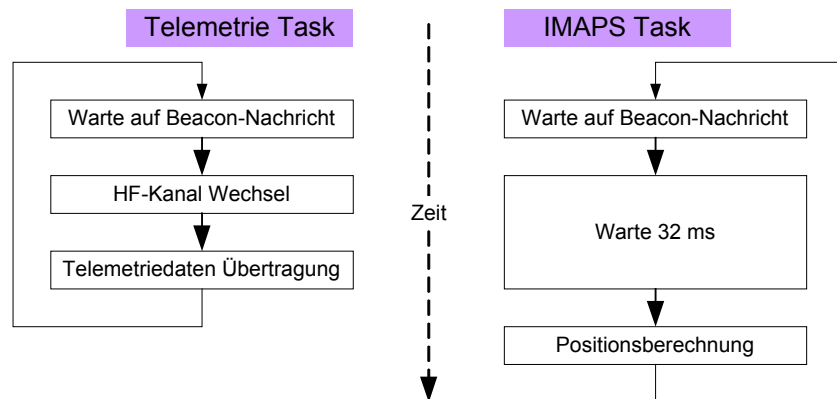 Telemetrie Task
Warte auf Beacon-Nachricht
HF-Kanal Wechsel
Telemetriedaten Übertragung
Zeit
IMAPS Task
Warte auf Beacon-Nachricht
Warte 32 ms
Positionsberechnung